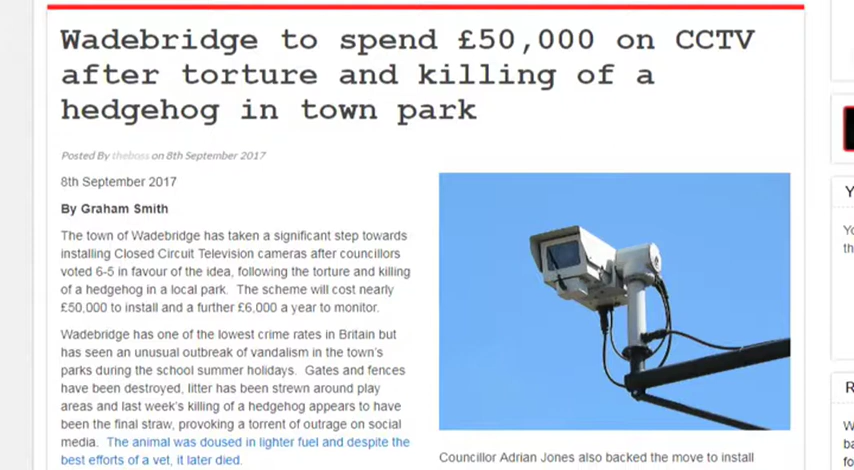 Wadebridge to spend £50,000 on CCTV
after torture and killing of a
hedgehog in town park
Posted By theboss on 8th September 2017
8th September 2017
By Graham Smith
The town of Wadebridge has taken a significant step towards
installing Closed Circuit Television cameras after councillors
voted 6-5 in favour of the idea, following the torture and killing
of a hedgehog in a local park. The scheme will cost nearly
£50,000 to install and a further £6,000 a year to monitor.
Wadebridge has one of the lowest crime rates in Britain but
has seen an unusual outbreak of vandalism in the town's
parks during the school summer holidays. Gates and fences
have been destroyed, litter has been strewn around play
areas and last week's killing of a hedgehog appears to have
been the final straw, provoking a torrent of outrage on social
media. The animal was doused in lighter fuel and despite the
best efforts of a vet, it later died.
Councillor Adrian Jones also backed the move to install